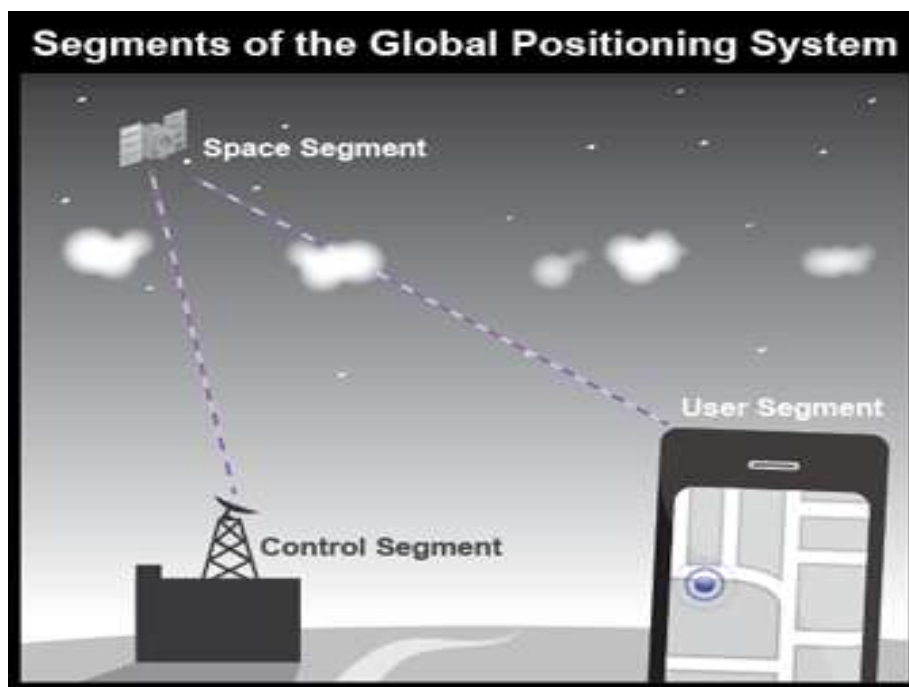 Segments of the Global Positioning System
Space Segment
User Segment
Control Segment